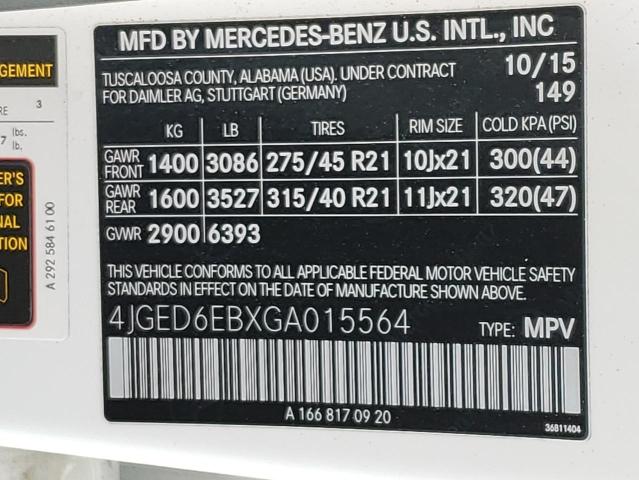 MFD BY MERCEDES-BENZ U.S. INTL., INC
TUSCALOOSA COUNTY, ALABAMA (USA). UNDER CONTRACT 10/15
FOR DAIMLER AG, STUTTGART (GERMANY) 149
KG LB TIRES RIM SIZE COLD KPA(PSI)
GAWR FRONT 1400 3086 275/45 R21 10Jx21 300(44)
GAWR REAR 1600 3527 315/40 R21 11Jx21 320(47)
GVWR 2900 6393
THIS VEHICLE CONFORMS TO ALL APPLICABLE FEDERAL MOTOR VEHICLE SAFETY
STANDARDS IN EFFECT ON THE DATE OF MANUFACTURE SHOWN ABOVE.
4JGED6EBXGA015564 TYPE: MPV
A 166 817 09 20
36811404
GEMENT
RE 3
7 lbs.
lb.
ER'S
FOR
NAL
TION
A 292 584 61 00